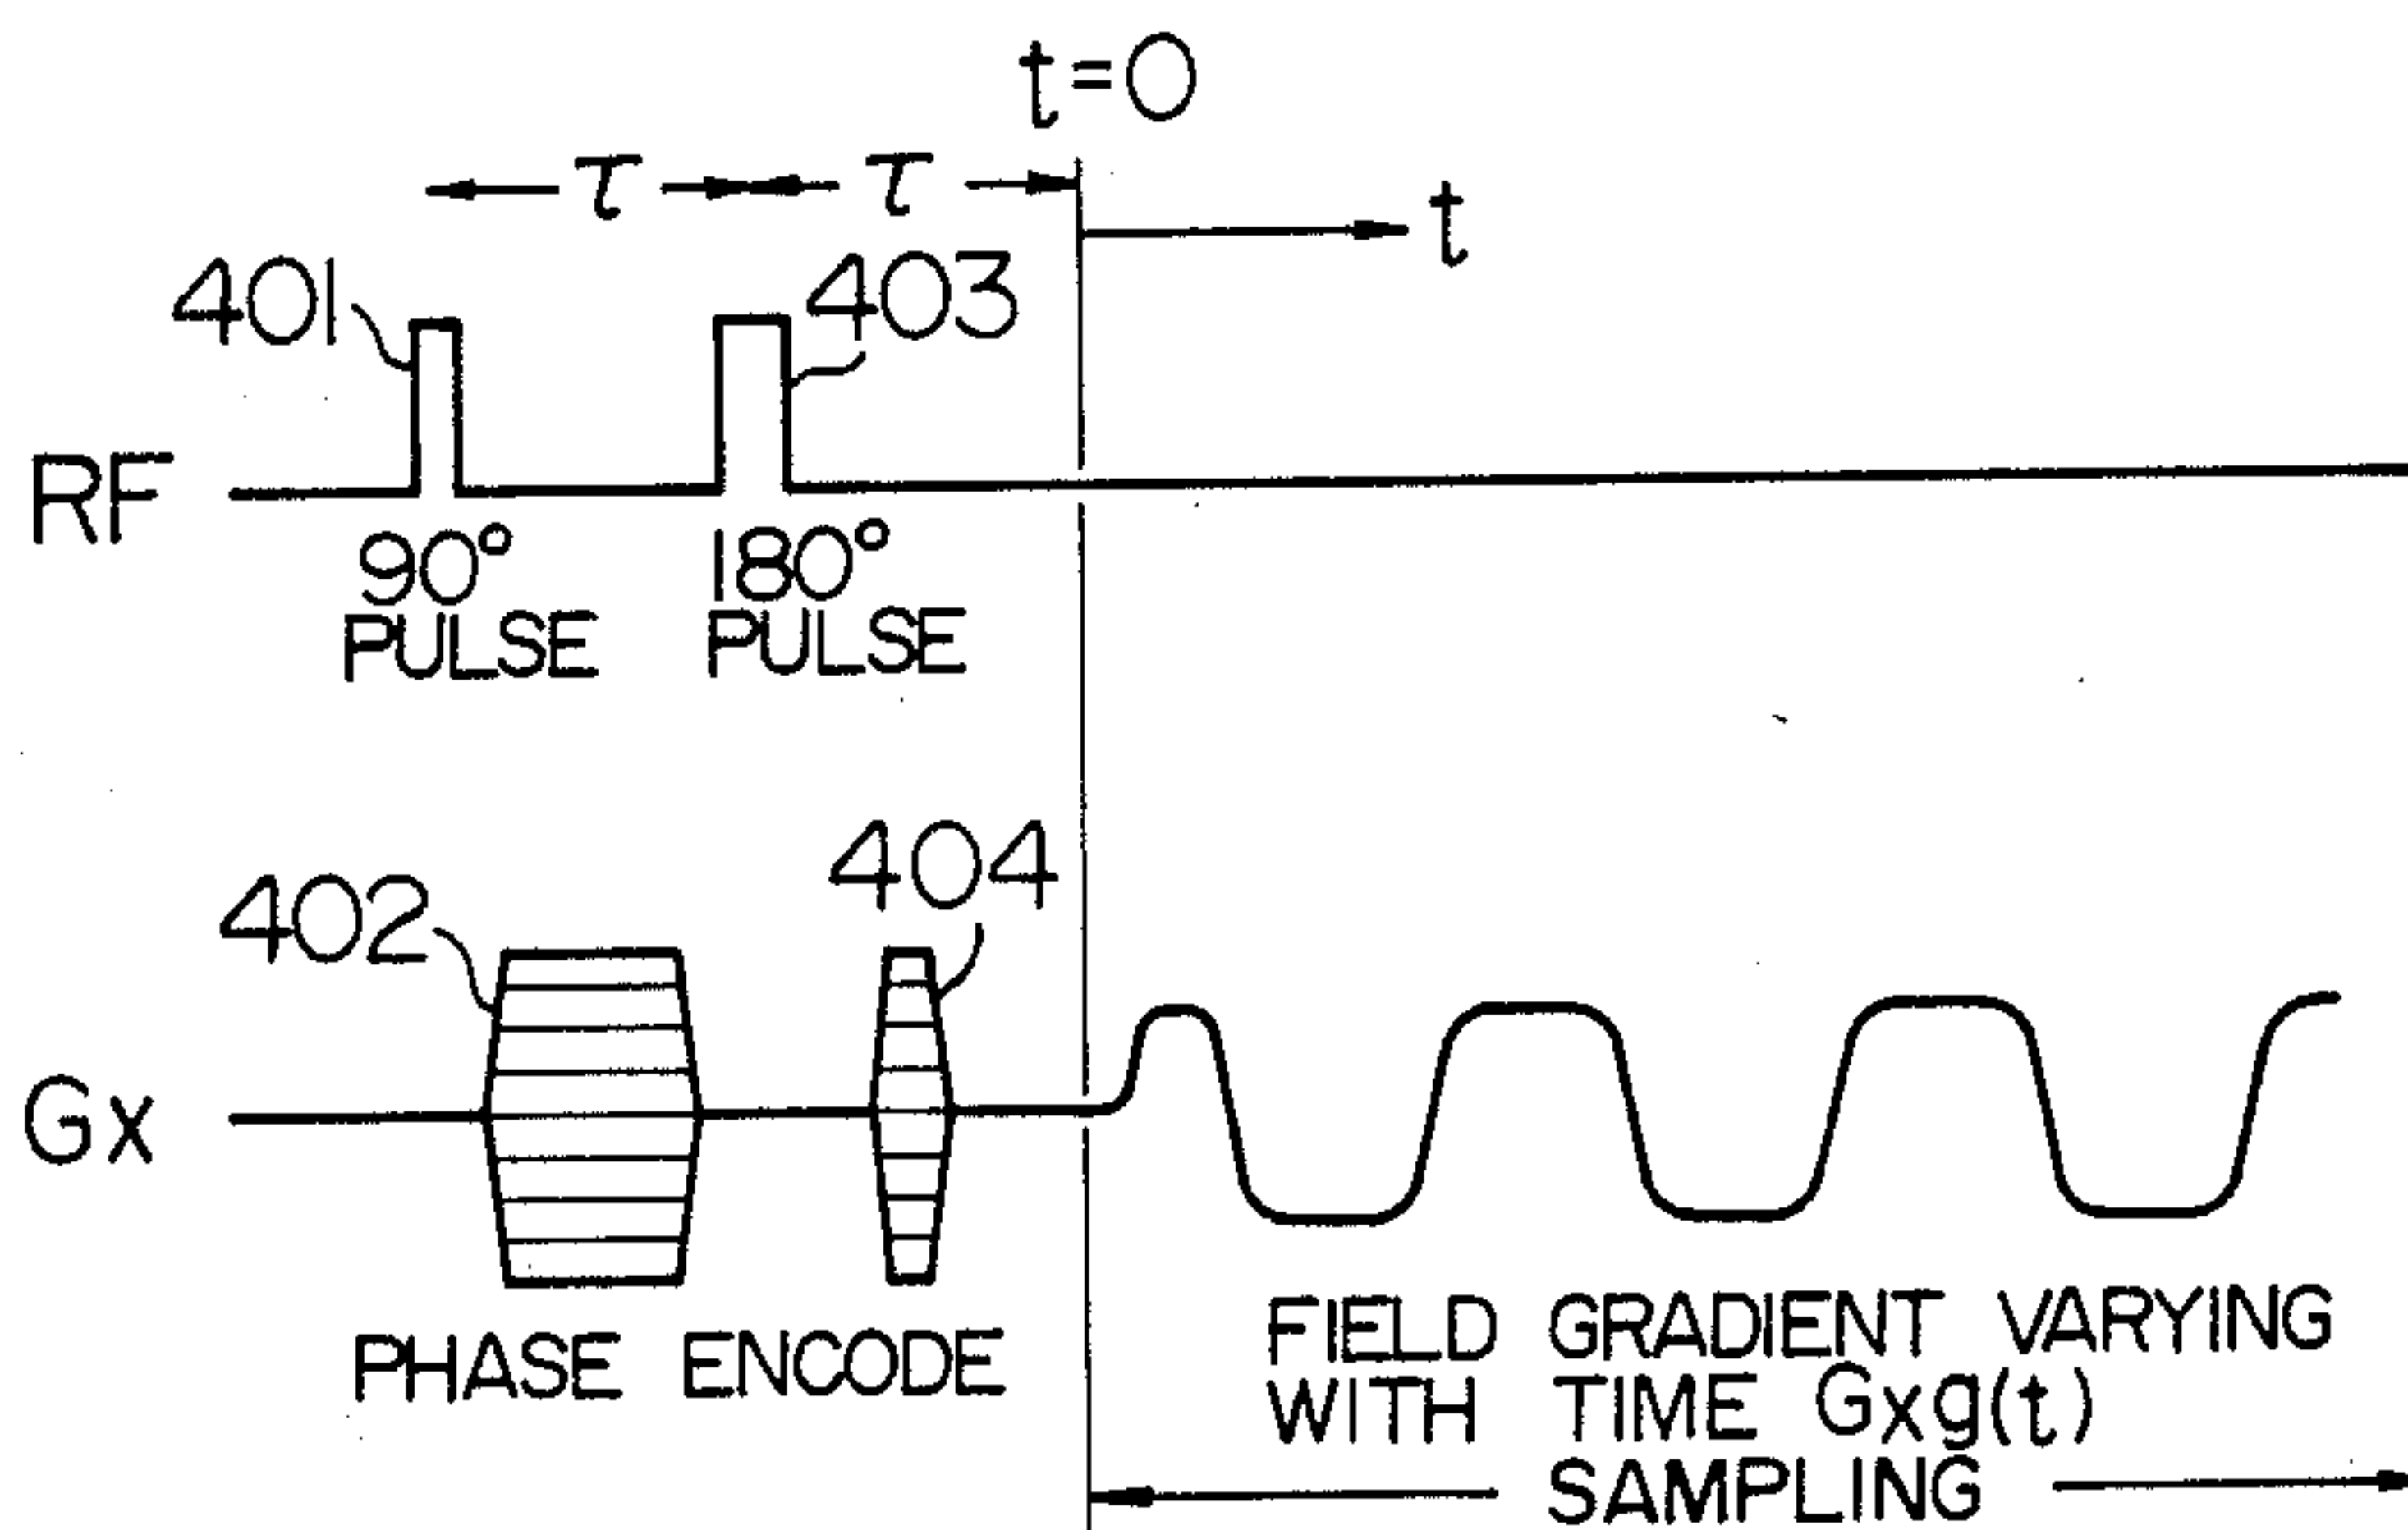 t=0
τ τ
t
401
403
RF
90° 180°
PULSE PULSE
402
404
Gx
PHASE ENCODE
FIELD GRADIENT VARYING
WITH TIME Gxg(t)
SAMPLING